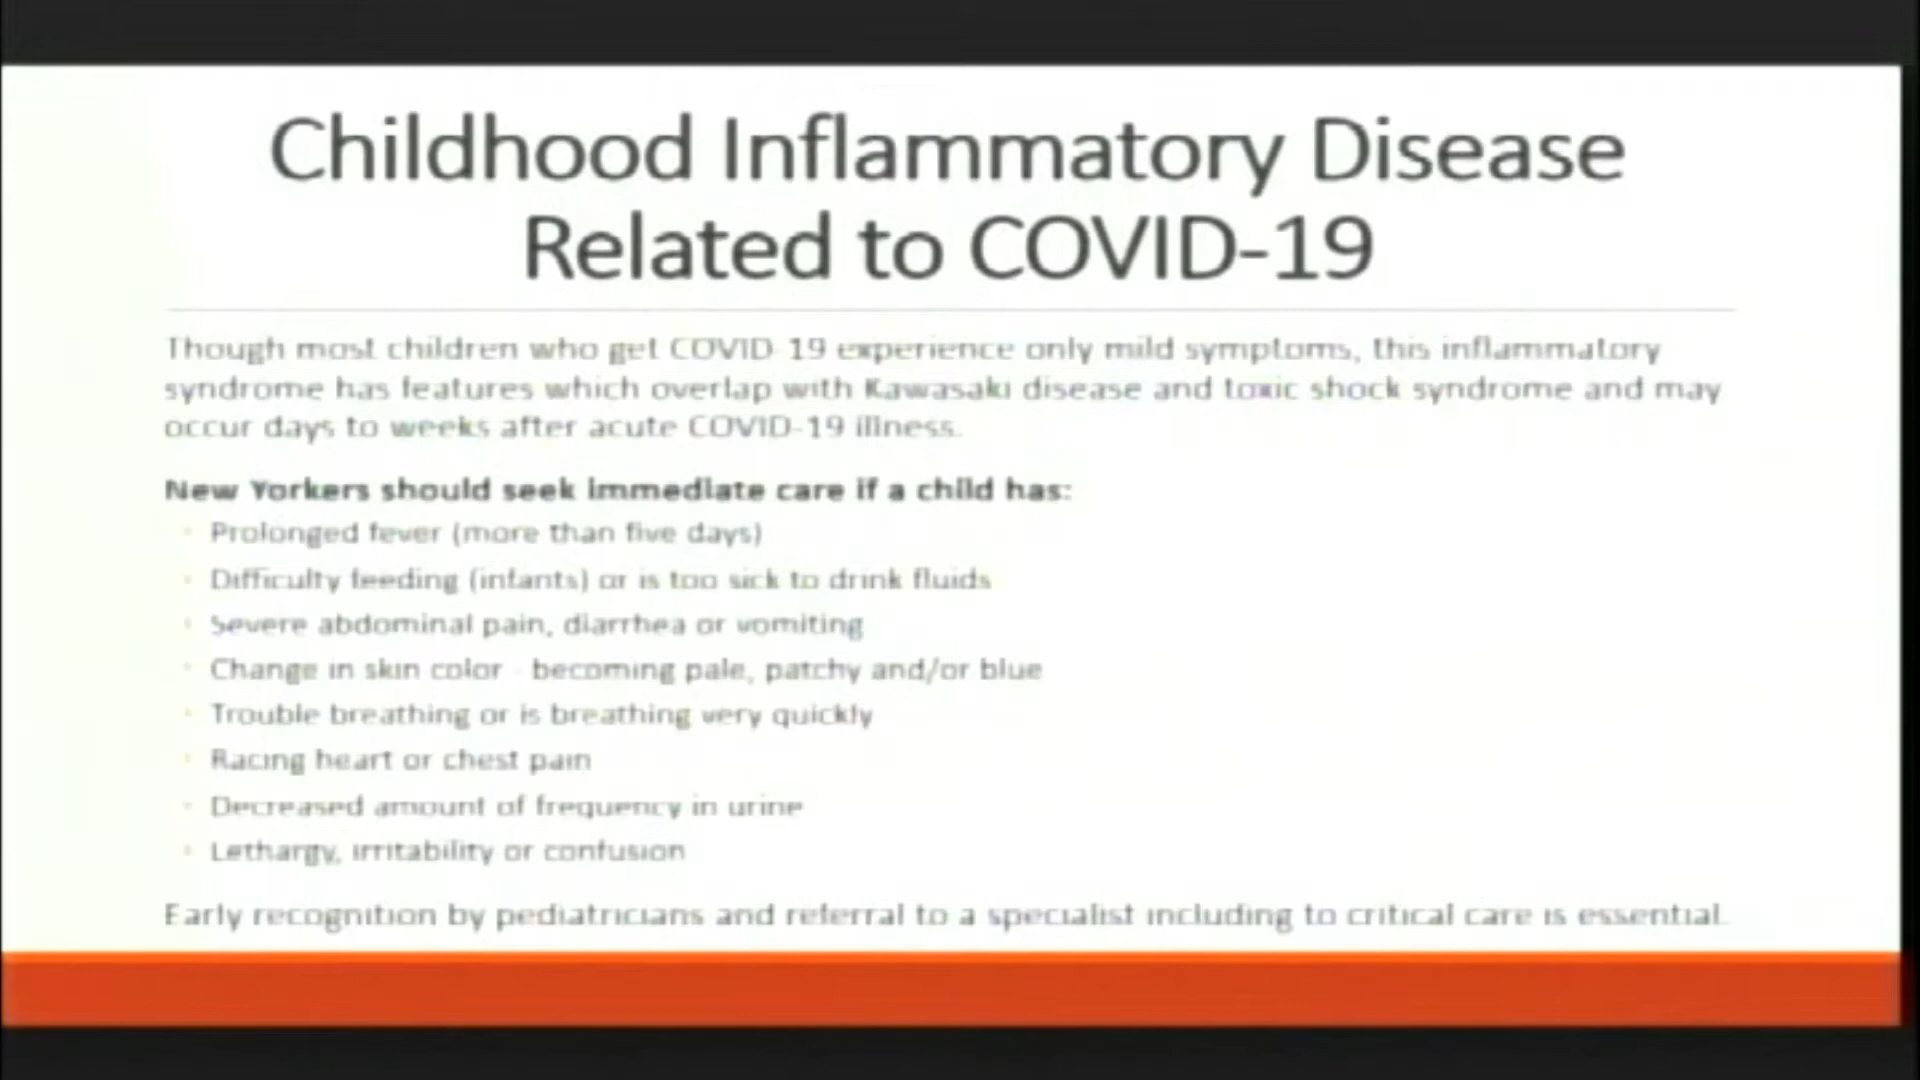 Childhood Inflammatory Disease
Related to COVID-19
Though most children who get COVID-19 experience only mild symptoms, this inflammatory
syndrome has features which overlap with Kawasaki disease and toxic shock syndrome and may
occur days to weeks after acute COVID-19 illness.
New Yorkers should seek immediate care if a child has:
Prolonged fever (more than five days)
Difficulty feeding (infants) or is too sick to drink fluids
Severe abdominal pain, diarrhea or vomiting
Change in skin color - becoming pale, patchy and/or blue
Trouble breathing or is breathing very quickly
Racing heart or chest pain
Decreased amount of frequency in urine
Lethargy, irritability or confusion
Early recognition by pediatricians and referral to a specialist including to critical care is essential.